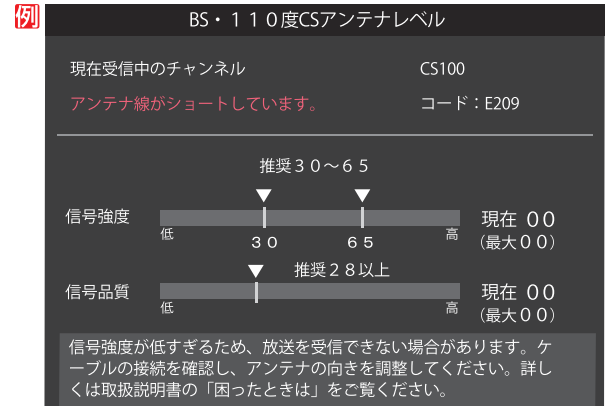 例
BS・１１０度CSアンテナレベル
現在受信中のチャンネル CS100
アンテナ線がショートしています。 コード：E209
推奨３０～６５
信号強度 現在 ００
低 ３０ ６５ 高 （最大００）
推奨２８以上
信号品質 現在 ００
低 高 （最大００）
信号強度が低すぎるため、放送を受信できない場合があります。ケ
ーブルの接続を確認し、アンテナの向きを調整してください。詳し
くは取扱説明書の「困ったときは」をご覧ください。